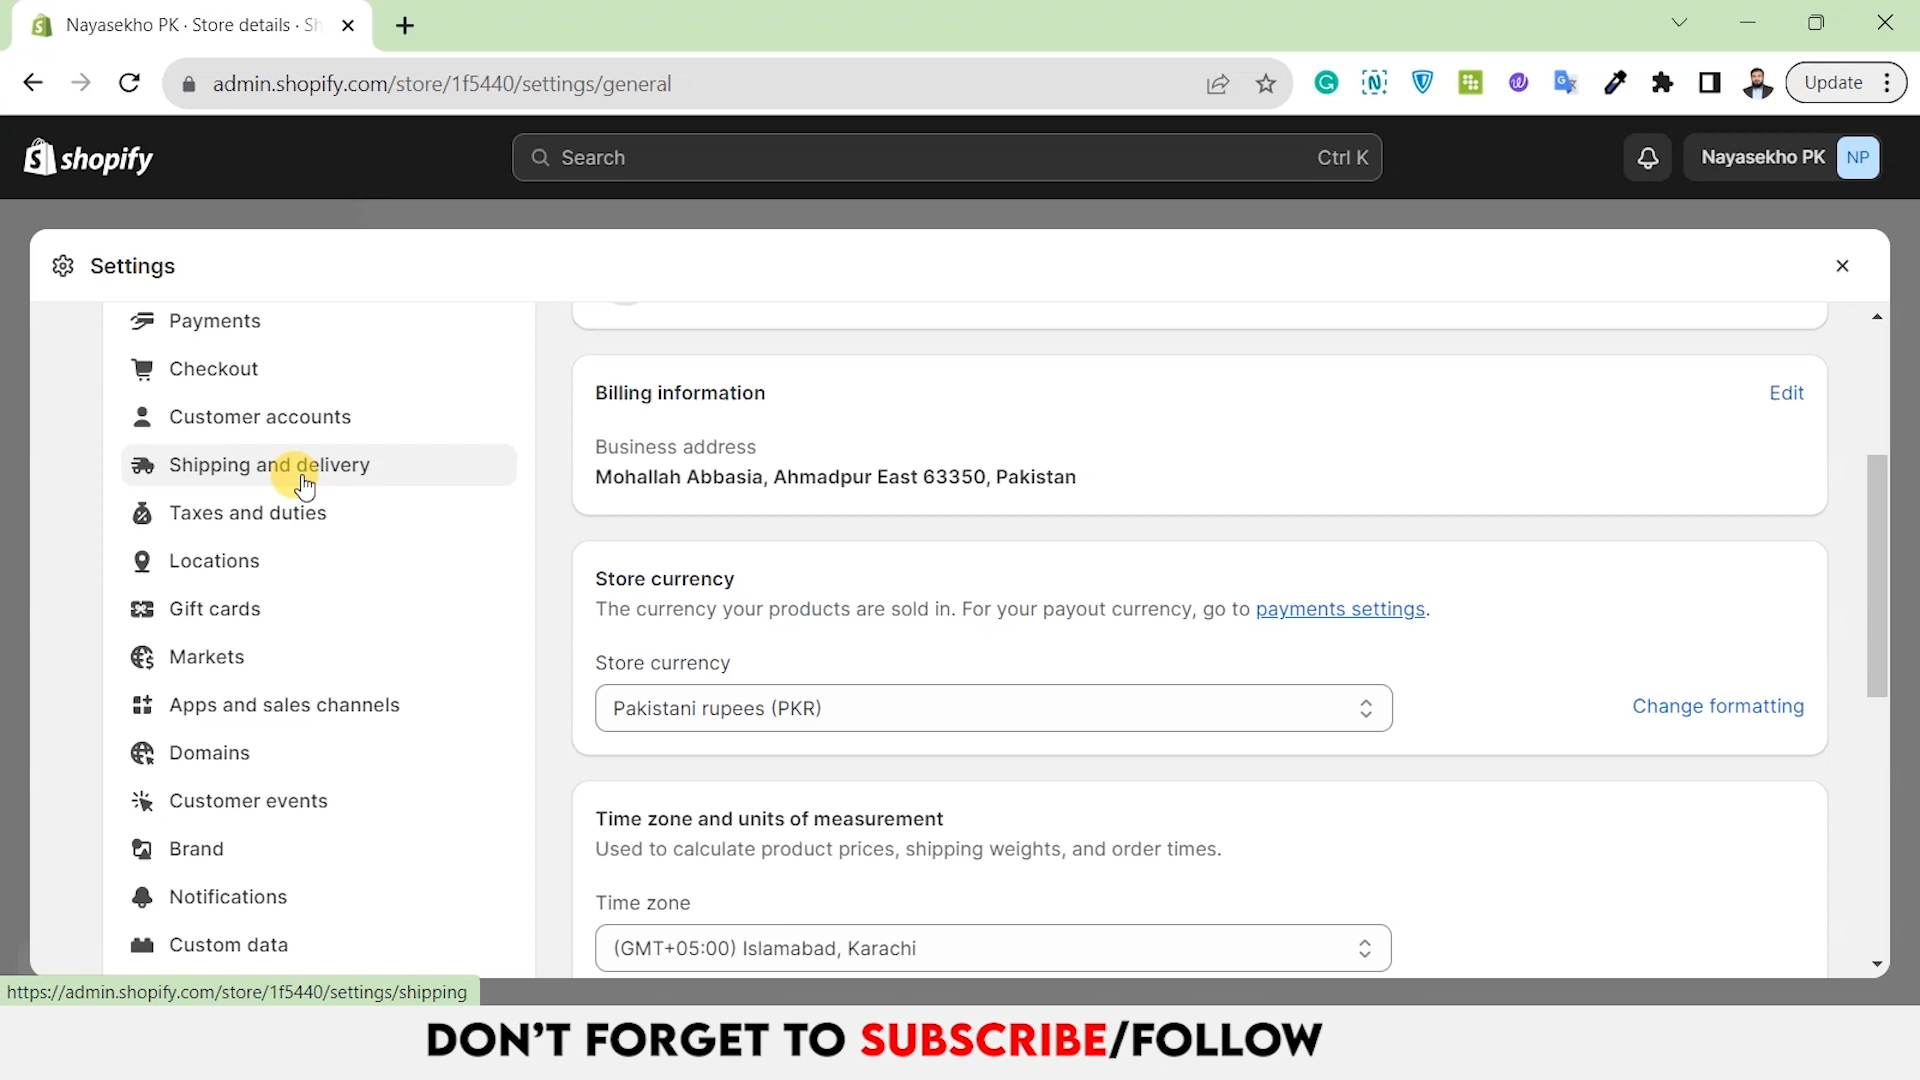 Nayasekho PK · Store details · Sh
admin.shopify.com/store/1f5440/settings/general
Update
shopify
Search
Ctrl K
Nayasekho PK
NP
Settings
Payments
Checkout
Customer accounts
Shipping and delivery
Taxes and duties
Locations
Gift cards
Markets
Apps and sales channels
Domains
Customer events
Brand
Notifications
Custom data
Billing information
Edit
Business address
Mohallah Abbasia, Ahmadpur East 63350, Pakistan
Store currency
The currency your products are sold in. For your payout currency, go to payments settings.
Store currency
Pakistani rupees (PKR)
Change formatting
Time zone and units of measurement
Used to calculate product prices, shipping weights, and order times.
Time zone
(GMT+05:00) Islamabad, Karachi
https://admin.shopify.com/store/1f5440/settings/shipping
DON'T FORGET TO SUBSCRIBE/FOLLOW